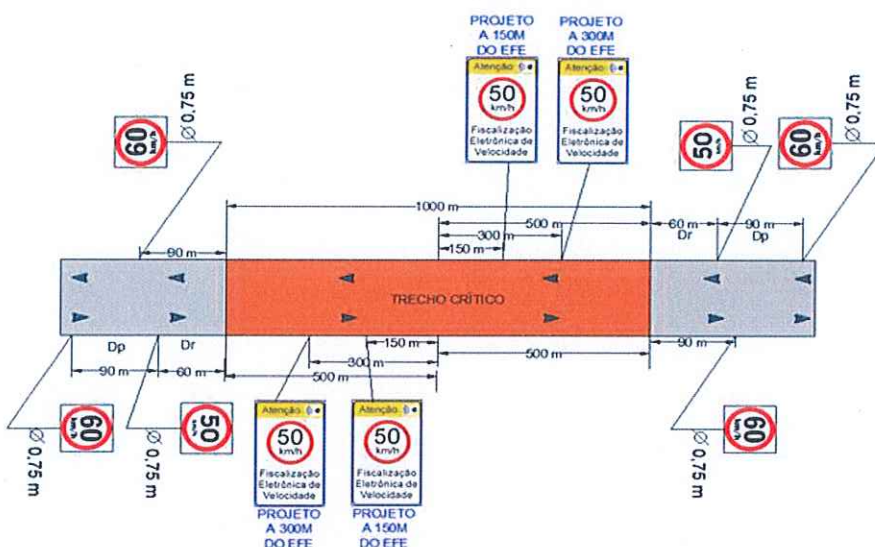 PROJETO
A 150M
DO EFE
PROJETO
A 300M
DO EFE
Atenção
50
km/h
Fiscalização
Eletrônica de
Velocidade
Atenção
50
km/h
Fiscalização
Eletrônica de
Velocidade
60
km/h
Ø 0,75 m
50
km/h
Ø 0,75 m
60
km/h
Ø 0,75 m
1000 m
500 m
60 m
90 m
Dr
Dp
300 m
150 m
90 m
TRECHO CRÍTICO
Dp
Dr
90 m
60 m
150 m
300 m
500 m
500 m
90 m
Ø 0,75 m
60
km/h
Ø 0,75 m
50
km/h
Atenção
50
km/h
Fiscalização
Eletrônica de
Velocidade
Atenção
50
km/h
Fiscalização
Eletrônica de
Velocidade
Ø 0,75 m
60
km/h
PROJETO
A 300M
DO EFE
PROJETO
A 150M
DO EFE